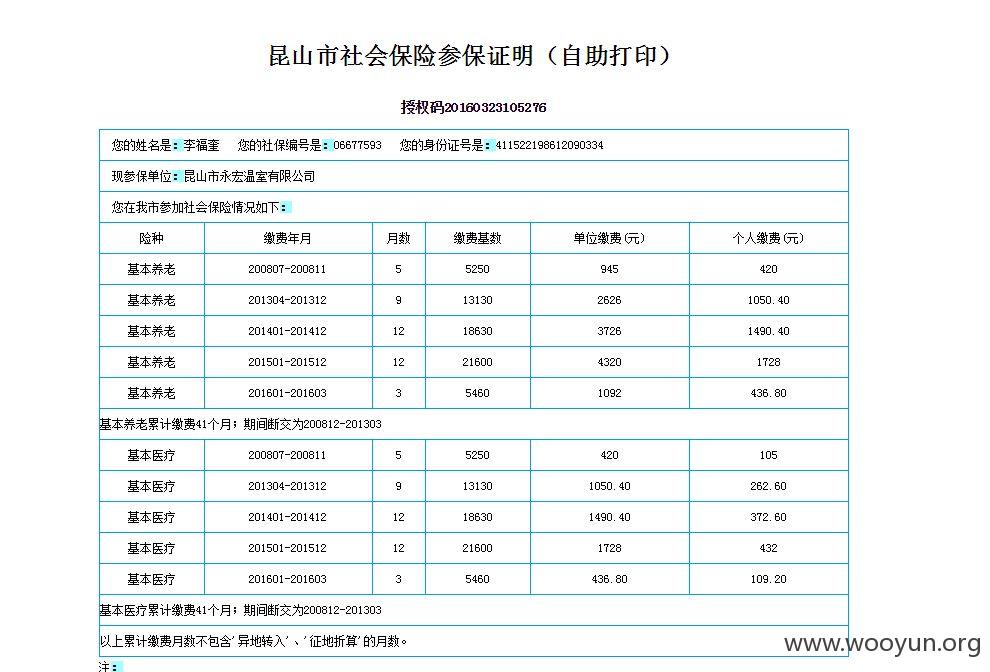 昆山市社会保险参保证明（自助打印）
授权码20160323105276
您的姓名是：李福奎 您的社保编号是：06677593 您的身份证号是：411522198612090334
现参保单位：昆山市永宏温室有限公司
您在我市参加社会保险情况如下：
险种 缴费年月 月数 缴费基数 单位缴费(元) 个人缴费(元)
基本养老 200807-200811 5 5250 945 420
基本养老 201304-201312 9 13130 2626 1050.40
基本养老 201401-201412 12 18630 3726 1490.40
基本养老 201501-201512 12 21600 4320 1728
基本养老 201601-201603 3 5460 1092 436.80
基本养老累计缴费41个月；期间断交为200812-201303
基本医疗 200807-200811 5 5250 420 105
基本医疗 201304-201312 9 13130 1050.40 262.60
基本医疗 201401-201412 12 18630 1490.40 372.60
基本医疗 201501-201512 12 21600 1728 432
基本医疗 201601-201603 3 5460 436.80 109.20
基本医疗累计缴费41个月；期间断交为200812-201303
以上累计缴费月数不包含'异地转入'、'征地折算'的月数。
www.wooyun.org
注：